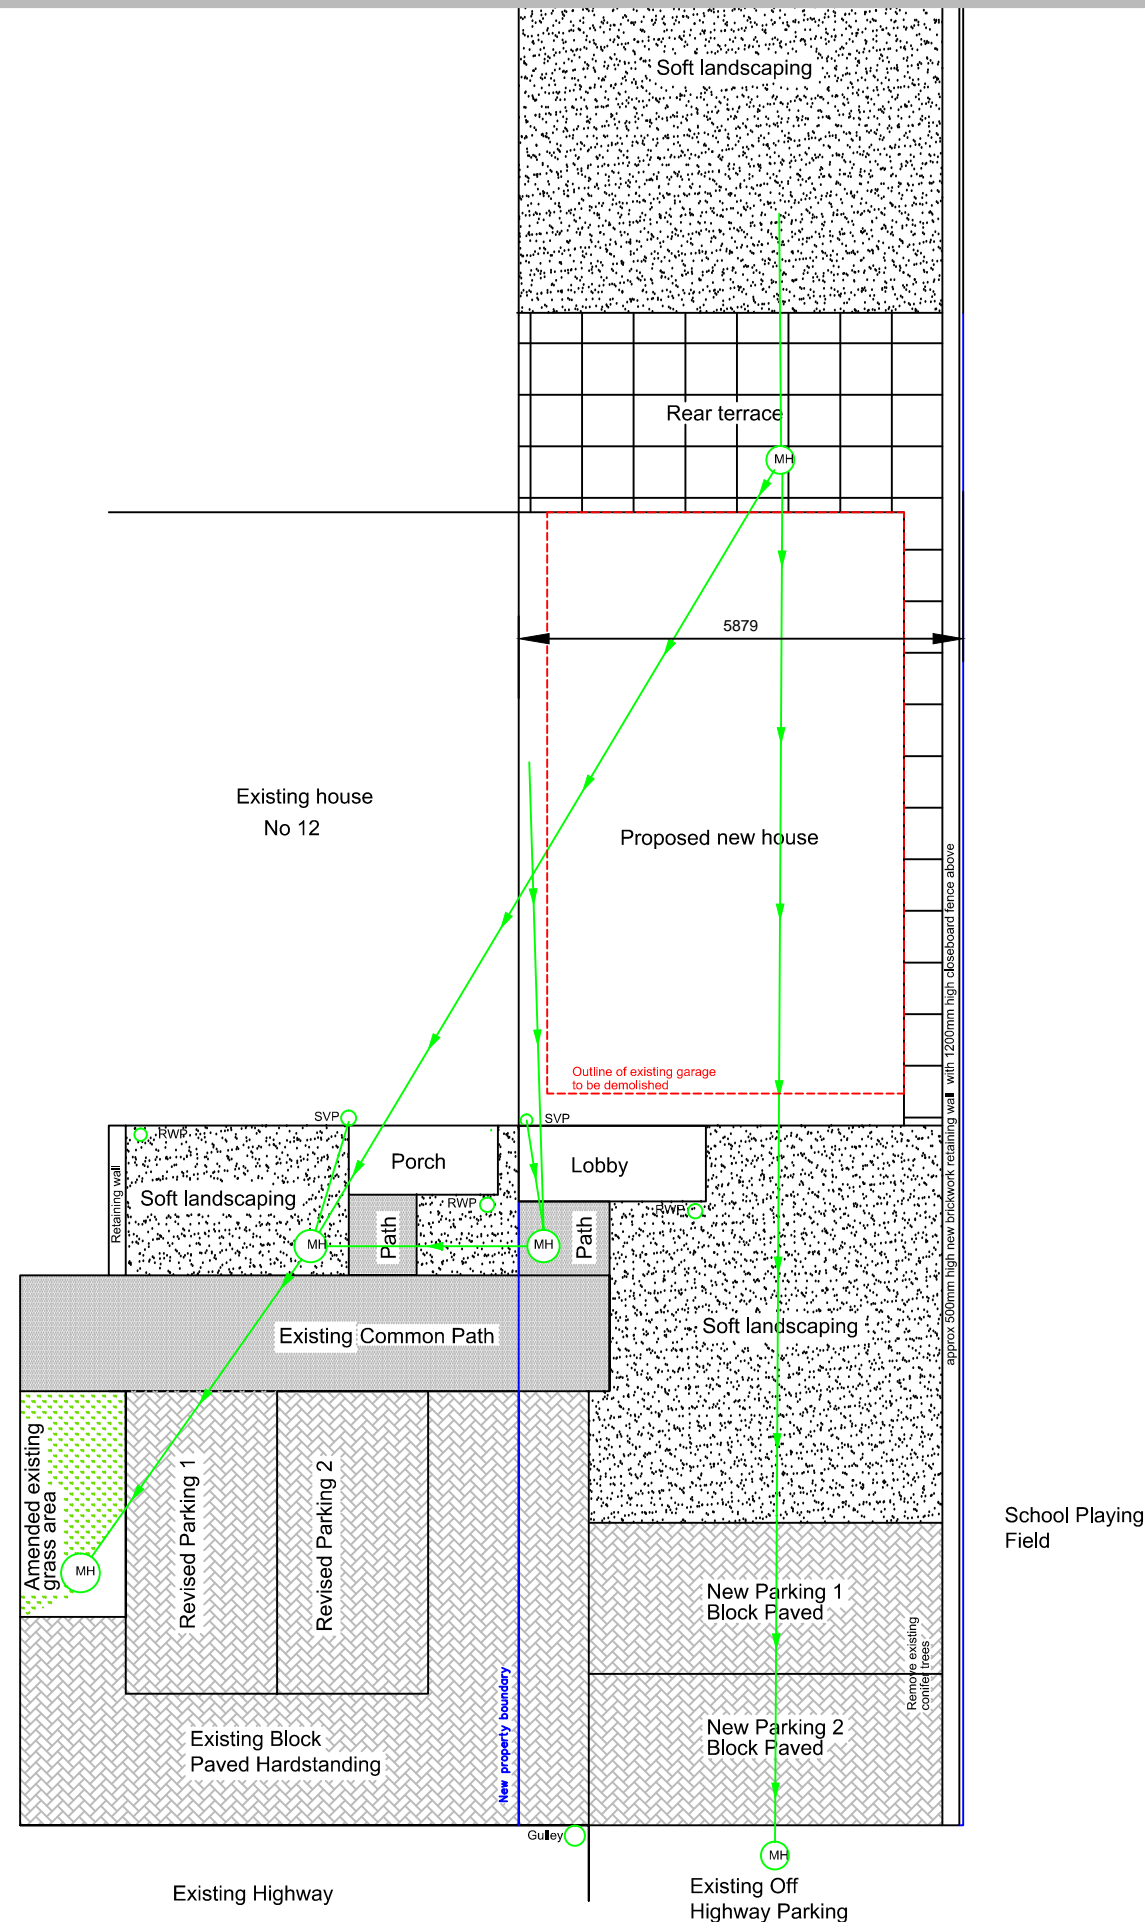 Soft landscaping
Rear terrace
MH
5879
Existing house
No 12
Proposed new house
approx 500mm high new brickwork retaining wall with 1200mm high closeboard fence above
Outline of existing garage
to be demolished
SVP
SVP
RWP
Porch
Lobby
Retaining wall
Soft landscaping
RWP
RWP
Path
Path
MH
MH
Existing Common Path
Soft landscaping
Amended existing
grass area
MH
Revised Parking 1
Revised Parking 2
School Playing
Field
New Parking 1
Block Paved
Remove existing
conifer trees
New Parking 2
Block Paved
New property boundary
Existing Block
Paved Hardstanding
Gulley
MH
Existing Highway
Existing Off
Highway Parking